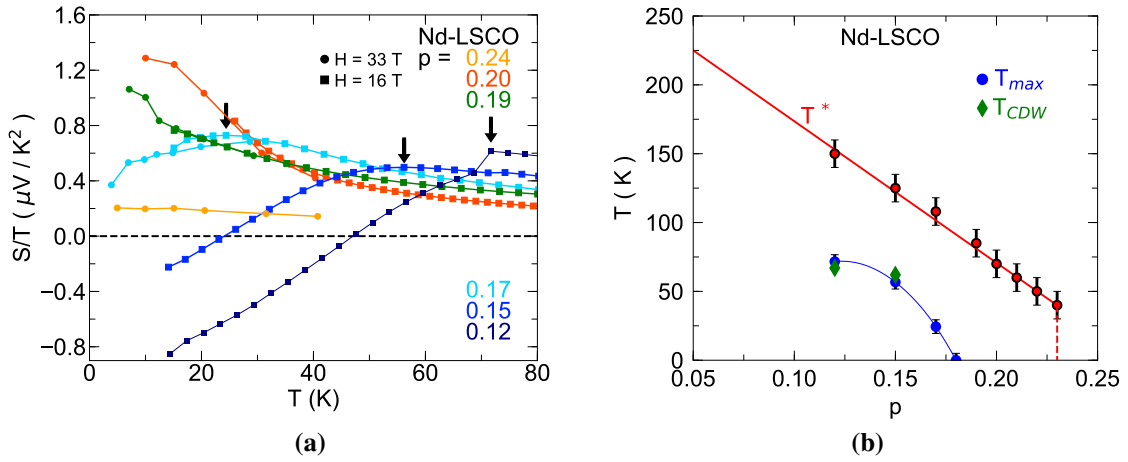 (a)
Nd-LSCO
H = 33 T
H = 16 T
p = 0.24
0.20
0.19
0.17
0.15
0.12
1.6
1.2
0.8
0.4
0.0
−0.4
−0.8
0
20
40
60
80
S/T ( μV / K²)
T (K)
(a)
(b)
Nd-LSCO
T max
T CDW
T *
250
200
150
100
50
0
0.05
0.10
0.15
0.20
0.25
T ( K)
p
(b)